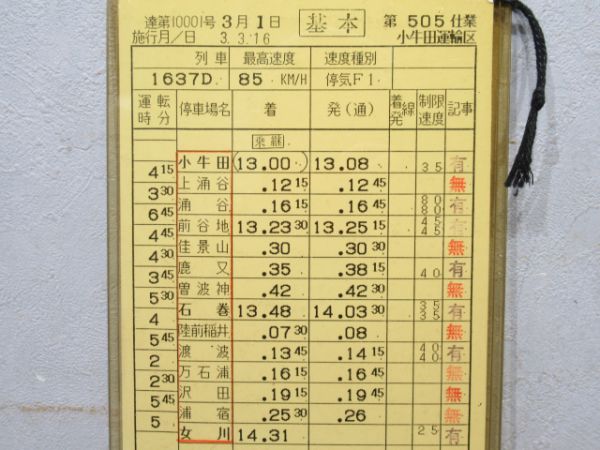 達第10001号 3月1日 基本 第 505 仕業
施行月/日 3.3.16 小牛田運輸区
列車 最高速度 速度種別
1637D. 85 KM/H 停気F1
運転時分 停車場名 着 発(通) 着線発 制限速度 記事
乗継
小牛田 (13.00) 13.08 35 有
4 15
上涌谷 .12 15 .12 45 無
3 30
涌谷 .16 15 .16 45 80 80 有
6 45
前谷地 13.23 30 13.25 15 45 45 有
4 45
佳景山 .30 .30 30 無
4 30
鹿又 .35 .38 15 40 有
3 45
曽波神 .42 .42 30 無
5 30
石巻 13.48 14.03 30 35 35 有
4
陸前稲井 .07 30 .08 無
5 45
渡波 .13 45 .14 15 40 40 有
2
万石浦 .16 15 .16 45 無
2 30
沢田 .19 15 .19 45 無
5 45
浦宿 .25 30 .26 無
5
女川 14.31 25 有